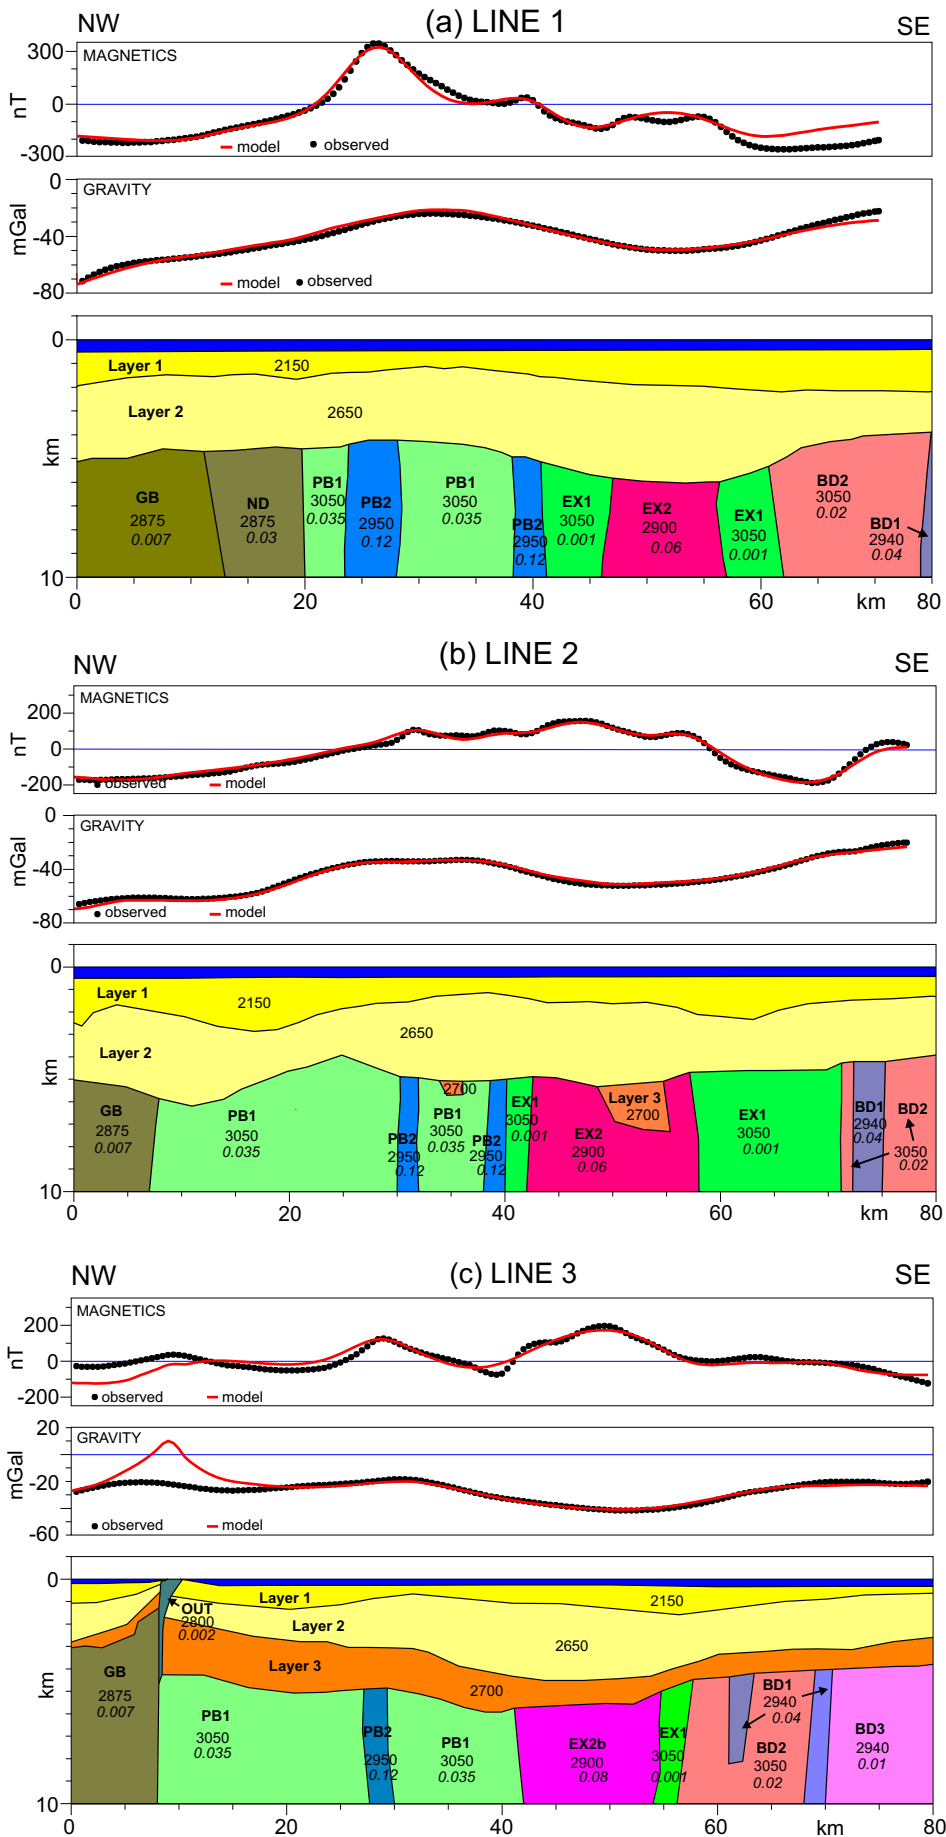 (a) LINE 1
NW
SE
MAGNETICS
300
0
-300
nT
model
observed
GRAVITY
0
-40
-80
mGal
model
observed
0
10
km
Layer 1
2150
Layer 2
2650
GB
2875
0.007
ND
2875
0.03
PB1
3050
0.035
PB2
2950
0.12
PB1
3050
0.035
PB2
2950
0.12
EX1
3050
0.001
EX2
2900
0.06
EX1
3050
0.001
BD2
3050
0.02
BD1
2940
0.04
0 20 40 60 km 80
(b) LINE 2
NW
SE
MAGNETICS
200
0
-200
nT
observed
model
GRAVITY
0
-40
-80
mGal
observed
model
0
10
km
Layer 1
2150
Layer 2
2650
GB
2875
0.007
PB1
3050
0.035
PB2
2950
0.12
2700
PB1
3050
0.035
PB2
2950
0.12
EX1
3050
0.001
EX2
2900
0.06
Layer 3
2700
EX1
3050
0.001
BD1
2940
0.04
BD2
3050
0.02
0 20 40 60 km 80
(c) LINE 3
NW
SE
MAGNETICS
200
0
-200
nT
observed
model
GRAVITY
20
-20
-60
mGal
observed
model
0
10
km
Layer 1
2150
OUT
2800
0.002
Layer 2
2650
Layer 3
2700
GB
2875
0.007
PB1
3050
0.035
PB2
2950
0.12
PB1
3050
0.035
EX2b
2900
0.08
EX1
3050
0.001
BD2
3050
0.02
BD1
2940
0.04
BD3
2940
0.01
0 20 40 60 km 80